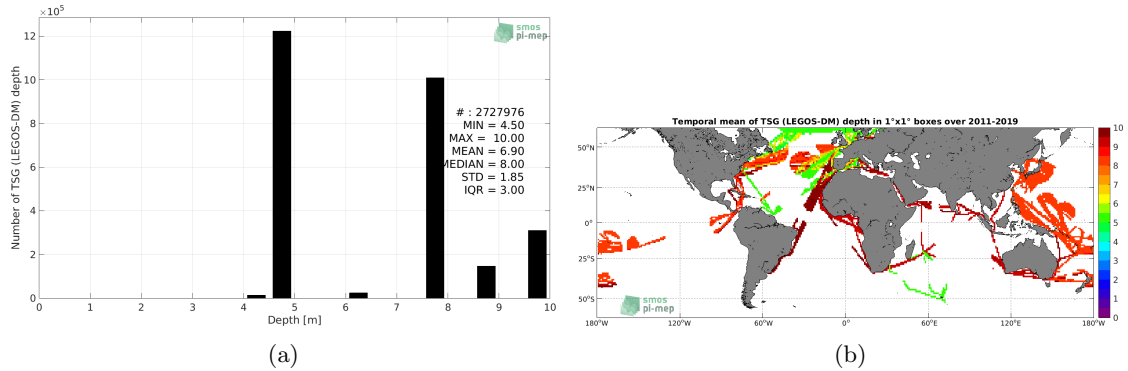 ×10⁵
12
10
8
6
4
2
0
Number of TSG (LEGOS-DM) depth
smos
pi-mep
# : 2727976
MIN = 4.50
MAX = 10.00
MEAN = 6.90
MEDIAN = 8.00
STD = 1.85
IQR = 3.00
0 1 2 3 4 5 6 7 8 9 10
Depth [m]
(a)
Temporal mean of TSG (LEGOS-DM) depth in 1°x1° boxes over 2011-2019
50°N
25°N
0°
25°S
50°S
smos
pi-mep
180°W 120°W 60°W 0° 60°E 120°E 180°W
10
9
8
7
6
5
4
3
2
1
0
(b)